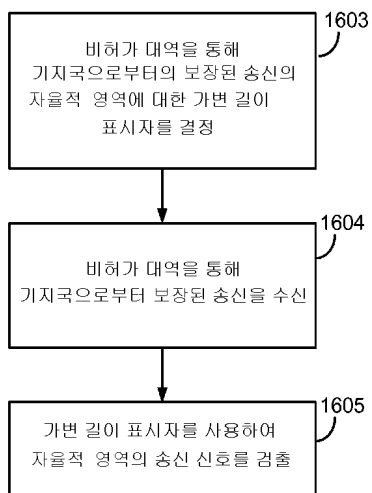 1603
비허가 대역을 통해
기지국으로부터의 보장된 송신의
자율적 영역에 대한 가변 길이
표시자를 결정
1604
비허가 대역을 통해
기지국으로부터 보장된 송신을 수신
1605
가변 길이 표시자를 사용하여
자율적 영역의 송신 신호를 검출